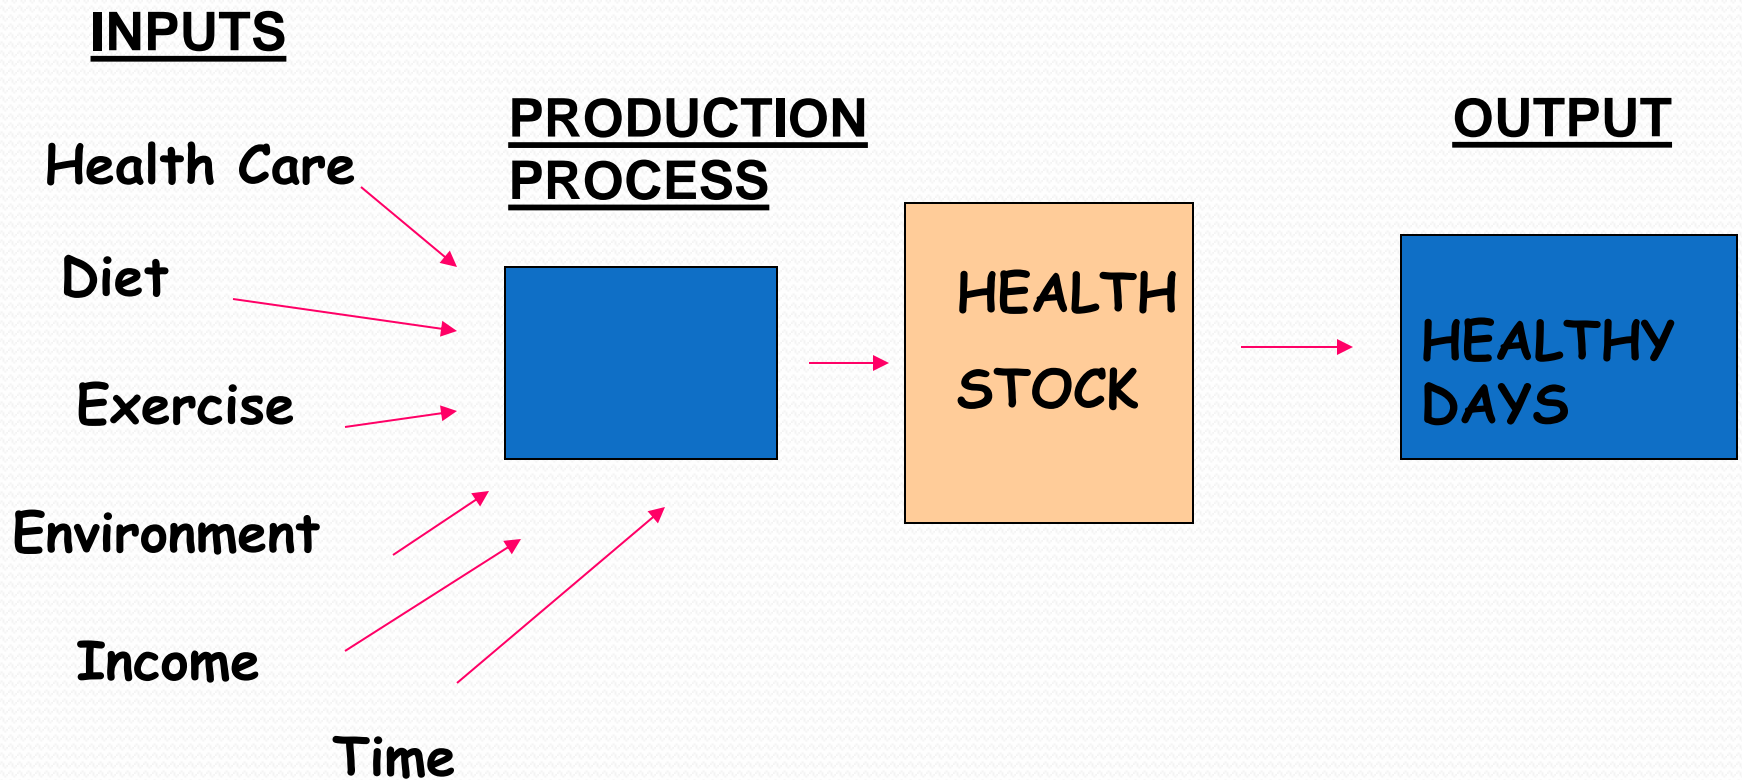 INPUTS
Health Care
Diet
Exercise
Environment
Income
Time
PRODUCTION
PROCESS
HEALTH
STOCK
OUTPUT
HEALTHY
DAYS